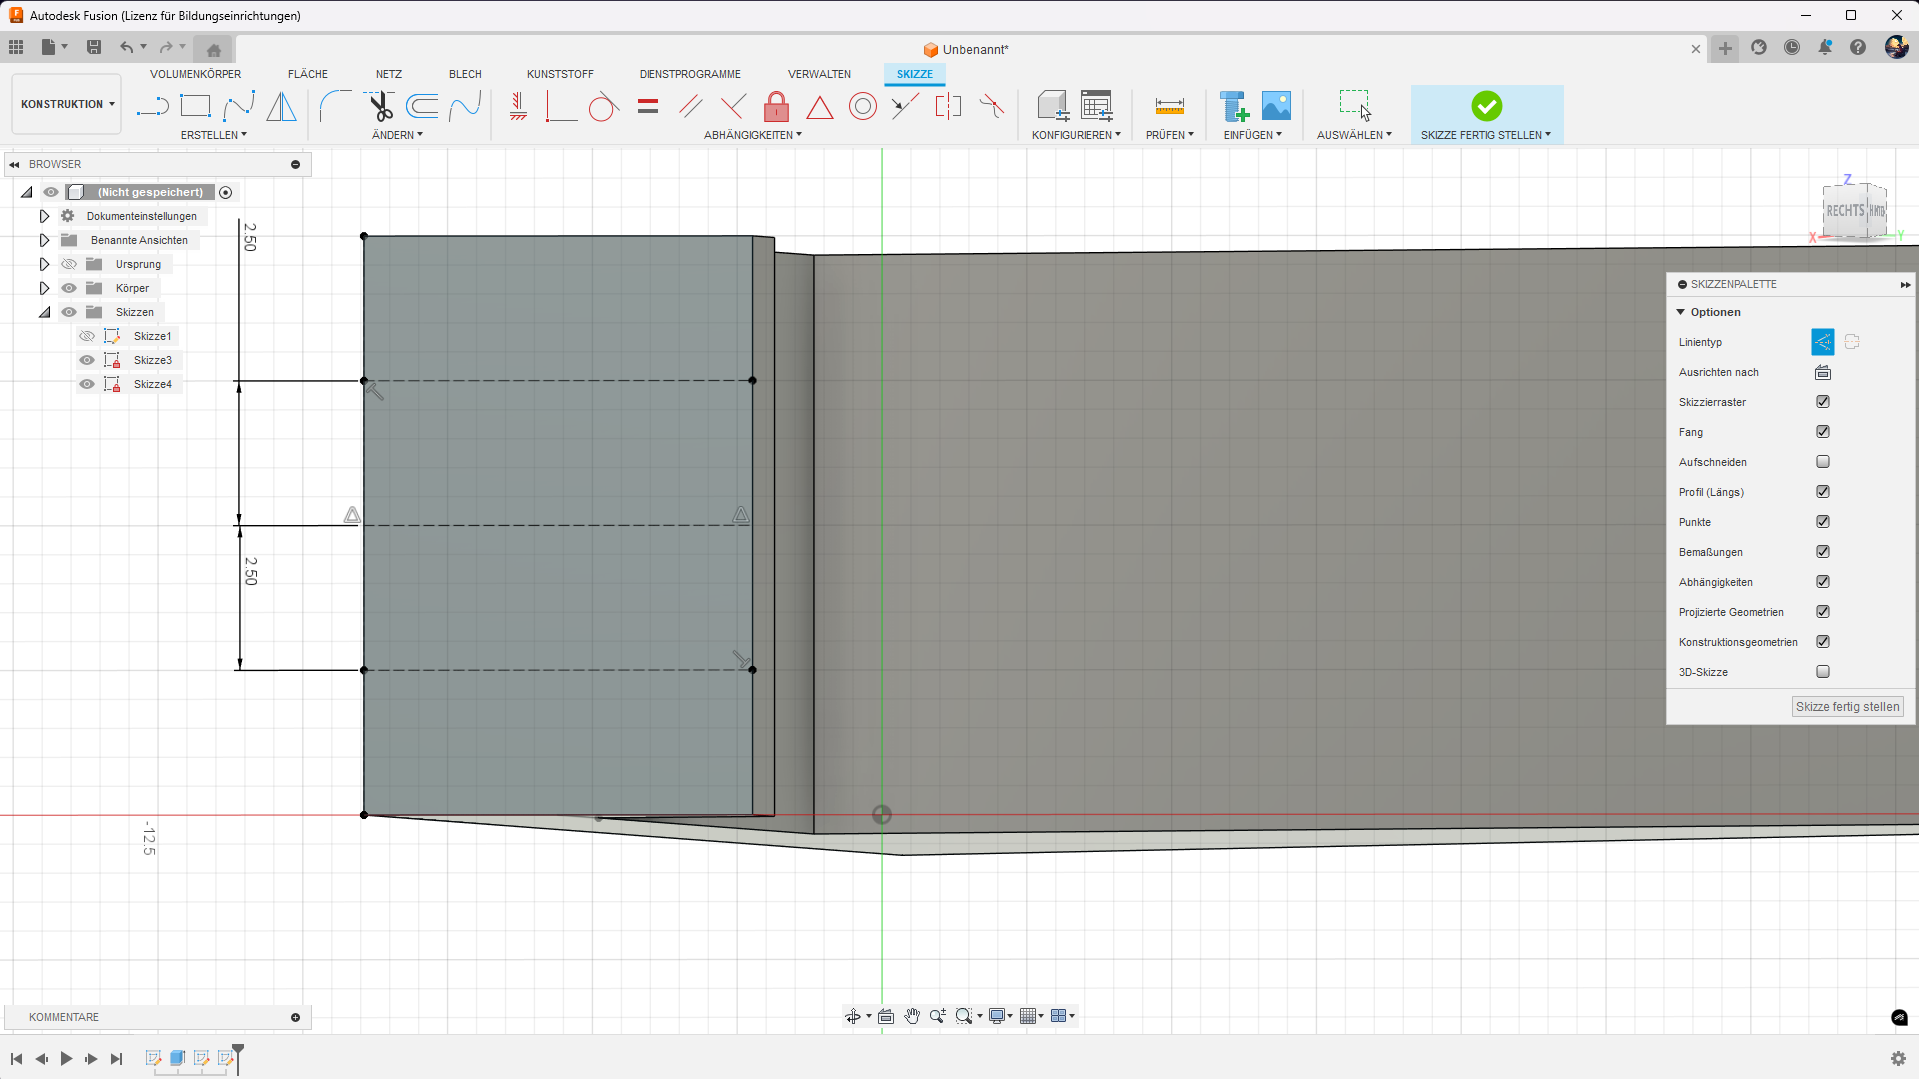 Autodesk Fusion (Lizenz für Bildungseinrichtungen)
Unbenannt*
KONSTRUKTION
VOLUMENKÖRPER
FLÄCHE
NETZ
BLECH
KUNSTSTOFF
DIENSTPROGRAMME
VERWALTEN
SKIZZE
ERSTELLEN
ÄNDERN
ABHÄNGIGKEITEN
KONFIGURIEREN
PRÜFEN
EINFÜGEN
AUSWÄHLEN
SKIZZE FERTIG STELLEN
BROWSER
(Nicht gespeichert)
Dokumenteinstellungen
Benannte Ansichten
Ursprung
Körper
Skizzen
Skizze1
Skizze3
Skizze4
2.50
2.50
-12.5
Z
RECHTS
X
Y
SKIZZENPALETTE
Optionen
Linientyp
Ausrichten nach
Skizzierraster
Fang
Aufschneiden
Profil (Längs)
Punkte
Bemaßungen
Abhängigkeiten
Projizierte Geometrien
Konstruktionsgeometrien
3D-Skizze
Skizze fertig stellen
KOMMENTARE